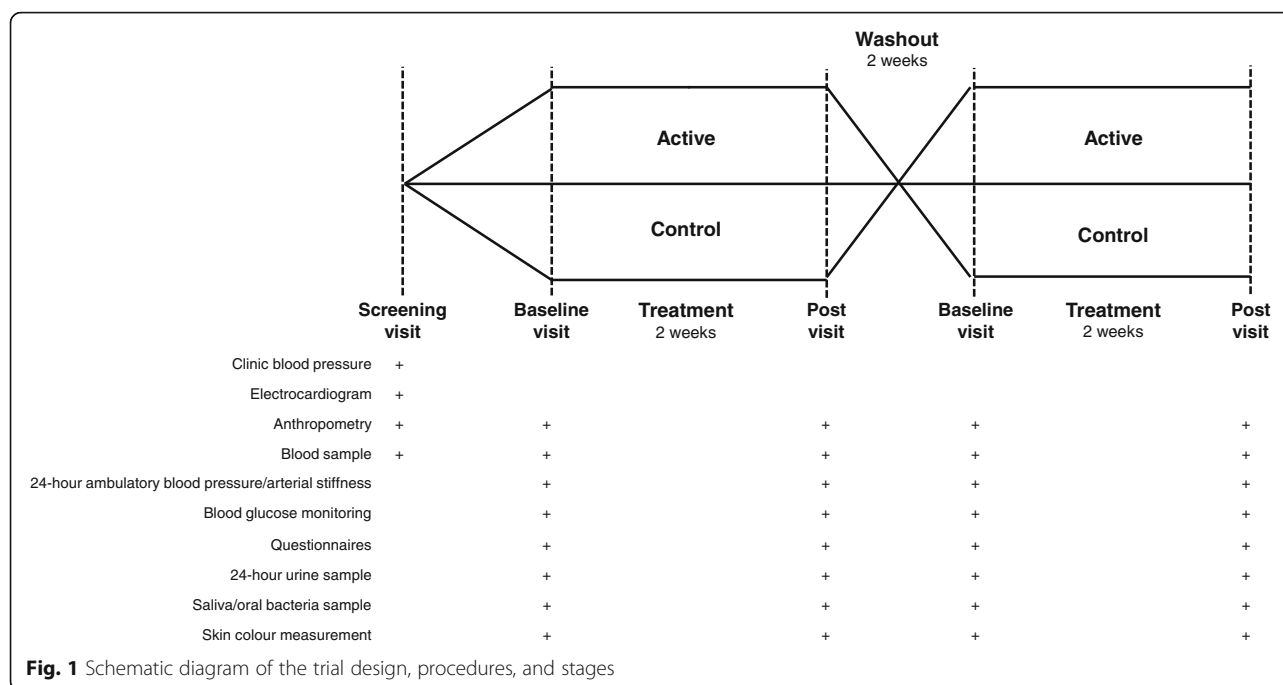 Washout
2 weeks
Active
Active
Control
Control
Screening visit
Baseline visit
Treatment
2 weeks
Post visit
Baseline visit
Treatment
2 weeks
Post visit
Clinic blood pressure +
Electrocardiogram +
Anthropometry + + + + +
Blood sample + + + + +
24-hour ambulatory blood pressure/arterial stiffness + + + +
Blood glucose monitoring + + + +
Questionnaires + + + +
24-hour urine sample + + + +
Saliva/oral bacteria sample + + + +
Skin colour measurement + + + +
Fig. 1 Schematic diagram of the trial design, procedures, and stages